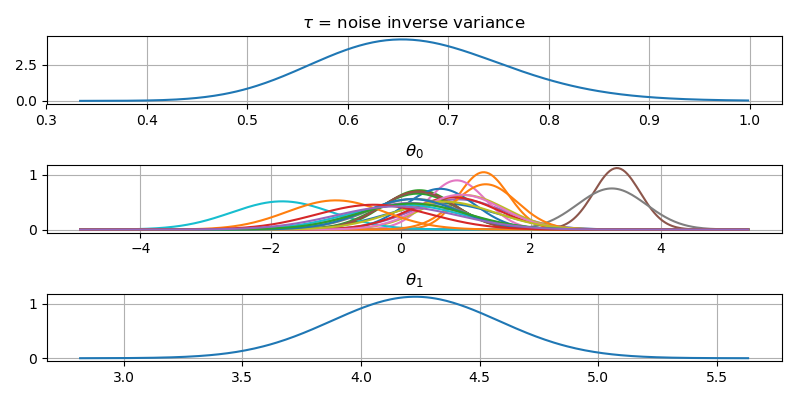 τ = noise inverse variance
2.5
0.0
0.3 0.4 0.5 0.6 0.7 0.8 0.9 1.0
θ₀
1
0
−4 −2 0 2 4
θ₁
1
0
3.0 3.5 4.0 4.5 5.0 5.5